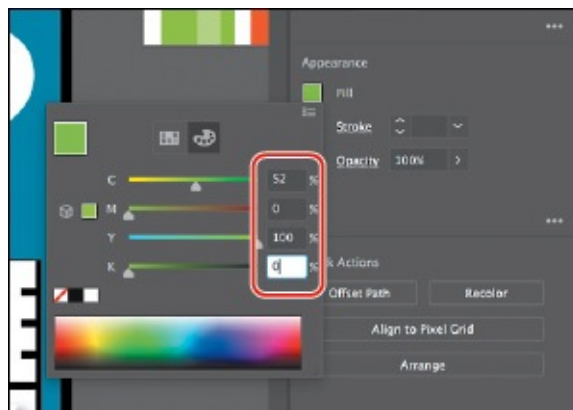 Appearance
Fill
Stroke
Opacity 100% >
C 52 %
M 0 %
Y 100 %
K 0 %
k Actions
Offset Path Recolor
Align to Pixel Grid
Arrange